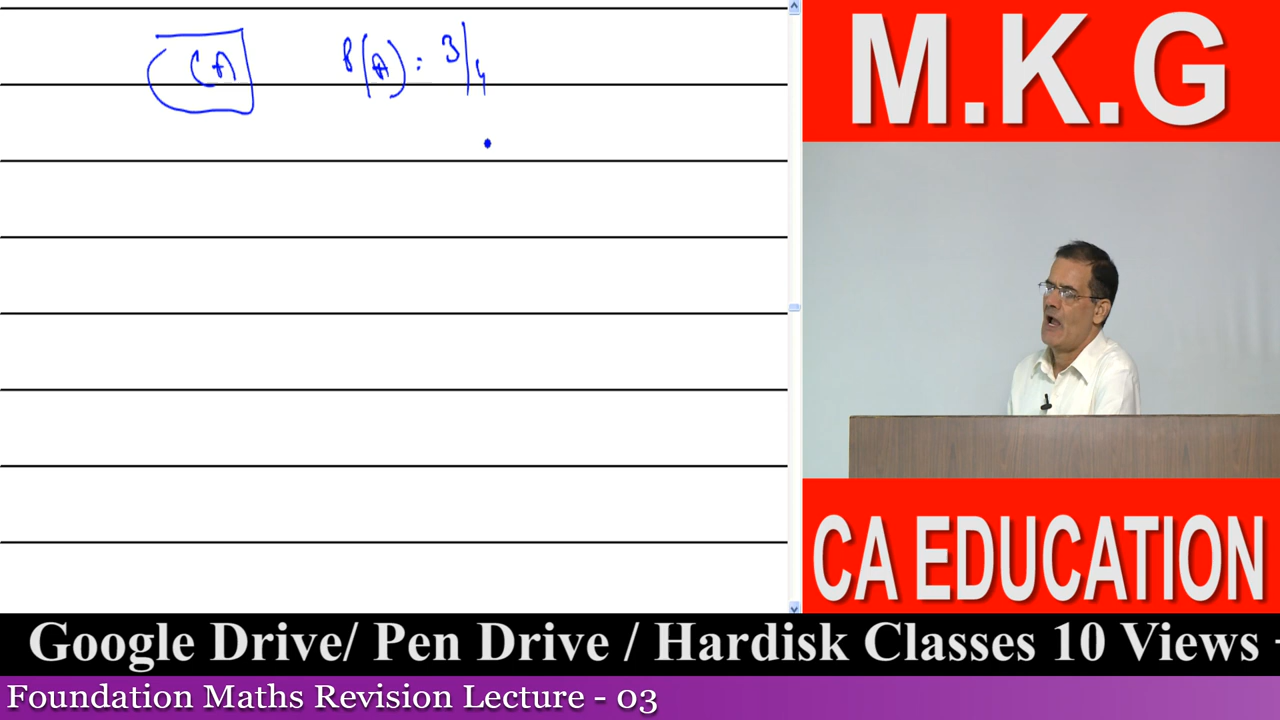 CA P(A) = 3/4
M.K.G
CA EDUCATION
Google Drive/ Pen Drive / Hardisk Classes 10 Views
Foundation Maths Revision Lecture - 03